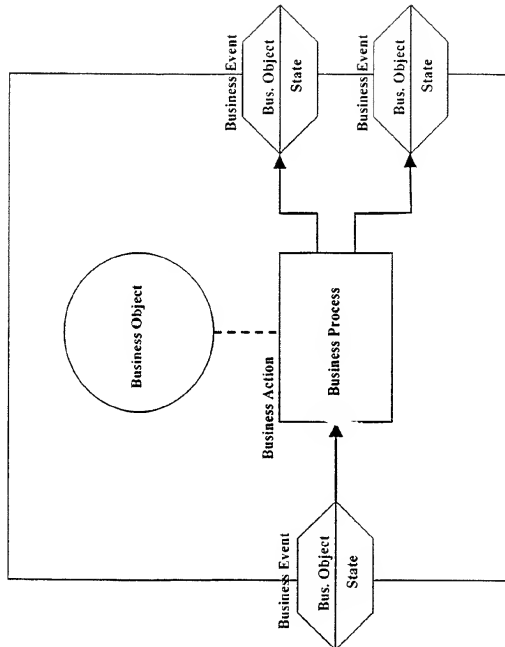 Business Event
Bus. Object
State
Business Object
Business Action
Business Process
Business Event
Bus. Object
State
Business Event
Bus. Object
State